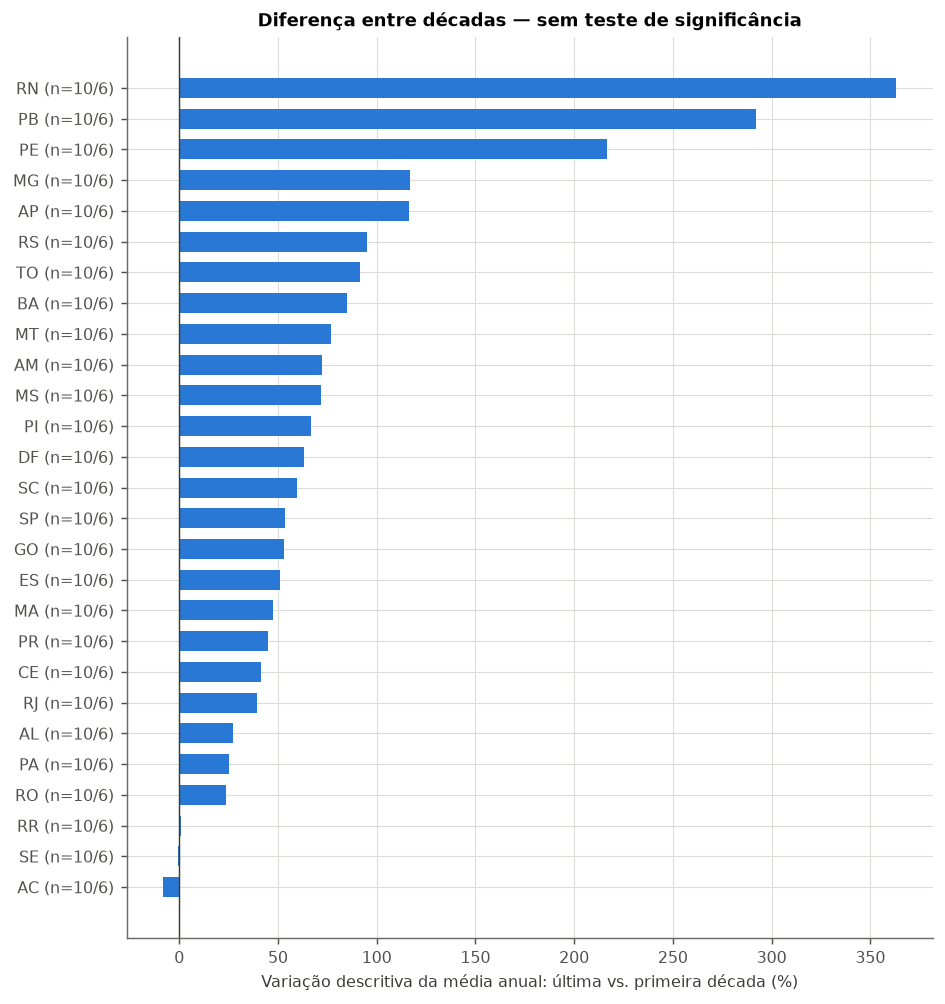 Diferença entre décadas — sem teste de significância
RN (n=10/6)
PB (n=10/6)
PE (n=10/6)
MG (n=10/6)
AP (n=10/6)
RS (n=10/6)
TO (n=10/6)
BA (n=10/6)
MT (n=10/6)
AM (n=10/6)
MS (n=10/6)
PI (n=10/6)
DF (n=10/6)
SC (n=10/6)
SP (n=10/6)
GO (n=10/6)
ES (n=10/6)
MA (n=10/6)
PR (n=10/6)
CE (n=10/6)
RJ (n=10/6)
AL (n=10/6)
PA (n=10/6)
RO (n=10/6)
RR (n=10/6)
SE (n=10/6)
AC (n=10/6)
0 50 100 150 200 250 300 350
Variação descritiva da média anual: última vs. primeira década (%)